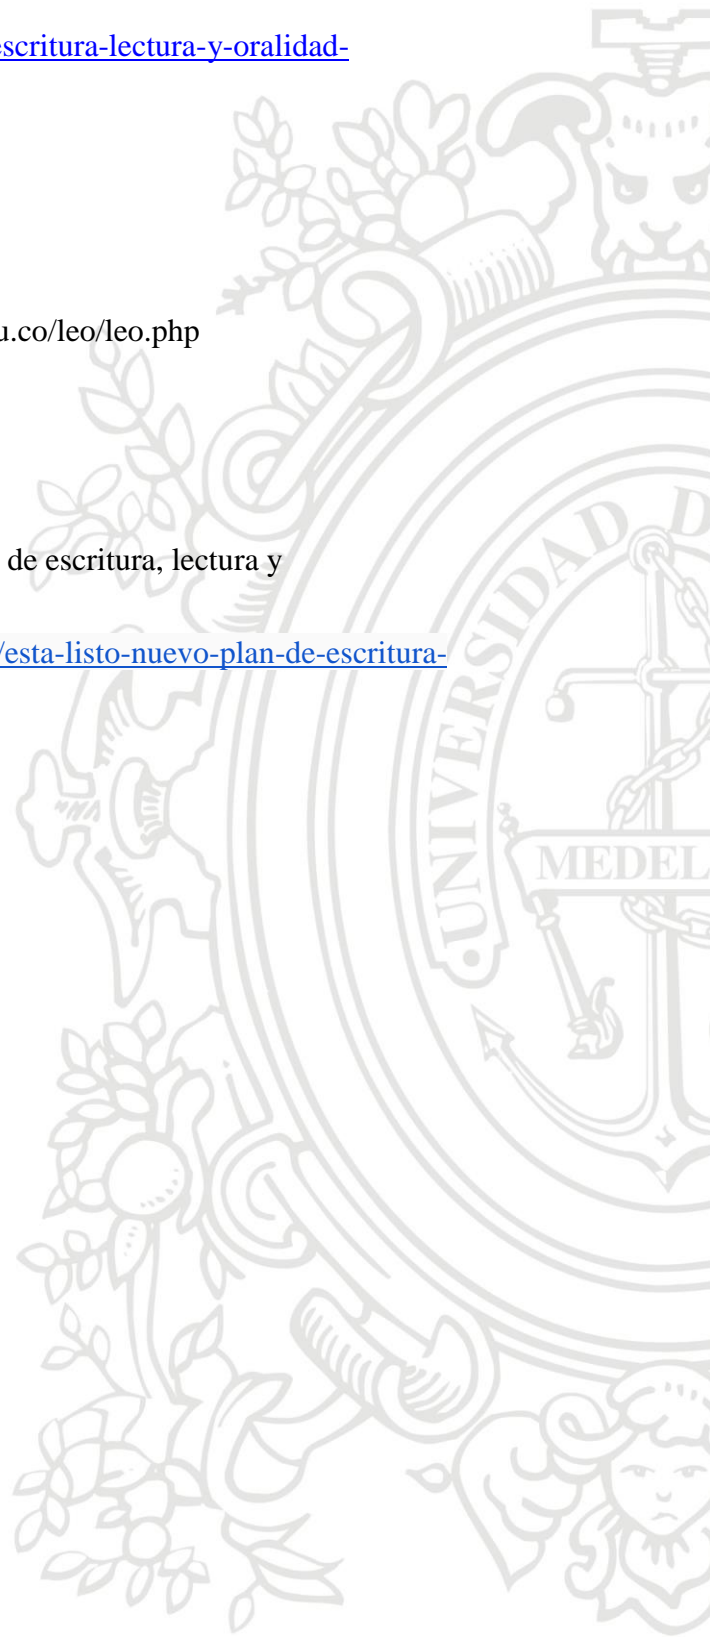 escritura-lectura-y-oralidad-
u.co/leo/leo.php
de escritura, lectura y
/esta-listo-nuevo-plan-de-escritura-
UNIVERSIDAD D
MEDEL